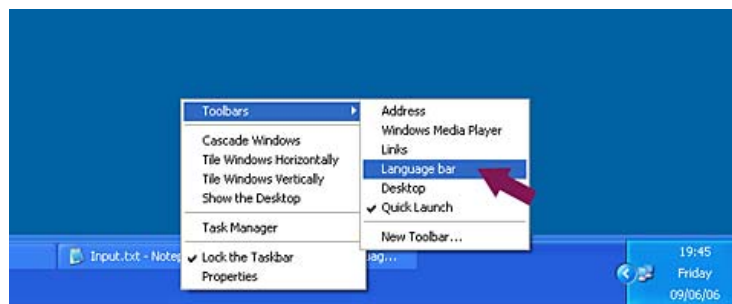 Toolbars
Cascade Windows
Tile Windows Horizontally
Tile Windows Vertically
Show the Desktop
Task Manager
Lock the Taskbar
Properties
Address
Windows Media Player
Links
Language bar
Desktop
Quick Launch
New Toolbar...
Input.txt - Notep
19:45
Friday
09/06/06